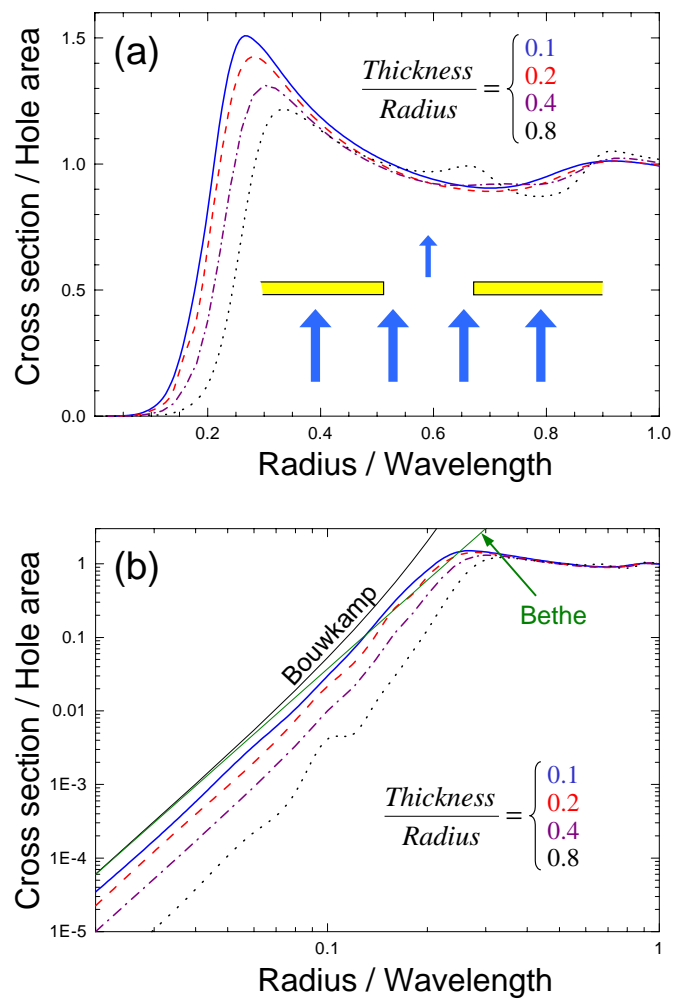 (a)
Thickness
Radius
=
0.1
0.2
0.4
0.8
1.5
1.0
0.5
0.0
Cross section / Hole area
0.2 0.4 0.6 0.8 1.0
Radius / Wavelength
(b)
Bouwkamp
Bethe
1
0.1
0.01
1E-3
1E-4
1E-5
Cross section / Hole area
Thickness
Radius
=
0.1
0.2
0.4
0.8
0.1 1
Radius / Wavelength